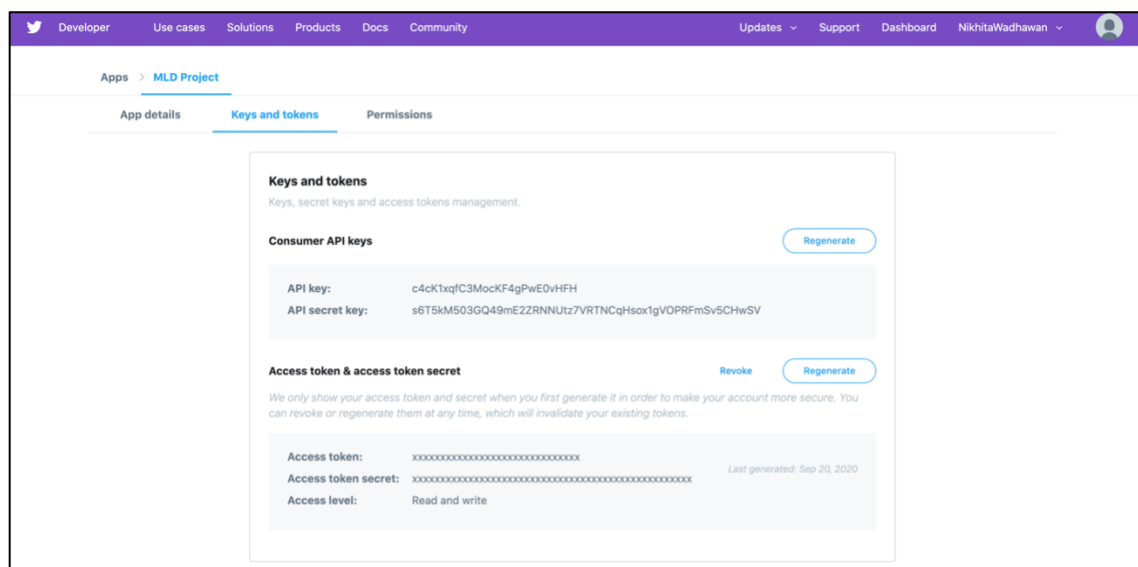 Developer Use cases Solutions Products Docs Community Updates Support Dashboard NikhitaWadhawan
Apps > MLD Project
App details Keys and tokens Permissions
Keys and tokens
Keys, secret keys and access tokens management.
Consumer API keys Regenerate
API key: c4cK1xqfC3MocKF4gPwE0vHFH
API secret key: s6T5kM503GQ49mE2ZRNNUtz7VRTNCqHsox1gVOPRFmSv5CHwSV
Access token & access token secret Revoke Regenerate
We only show your access token and secret when you first generate it in order to make your account more secure. You
can revoke or regenerate them at any time, which will invalidate your existing tokens.
Access token: xxxxxxxxxxxxxxxxxxxxxxxxxxxxxx
Last generated: Sep 20, 2020
Access token secret: xxxxxxxxxxxxxxxxxxxxxxxxxxxxxxxxxxxxxxxxxxxxxxxxxx
Access level: Read and write